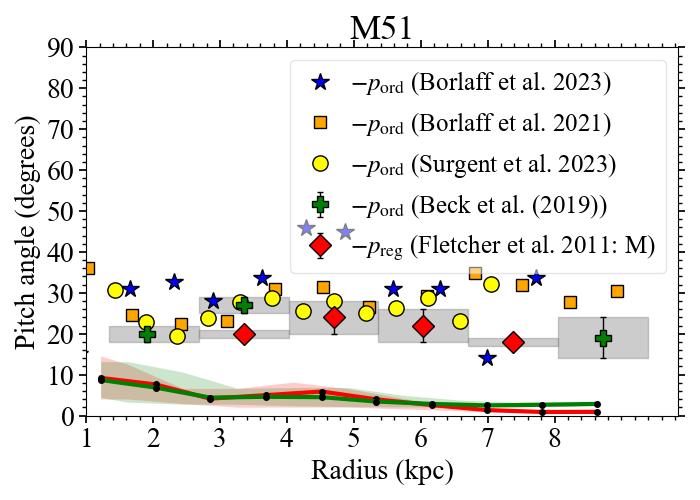 M51
90
80
70
60
50
40
30
20
10
0
Pitch angle (degrees)
−p_ord (Borlaff et al. 2023)
−p_ord (Borlaff et al. 2021)
−p_ord (Surgent et al. 2023)
−p_ord (Beck et al. (2019))
−p_reg (Fletcher et al. 2011: M)
1 2 3 4 5 6 7 8
Radius (kpc)